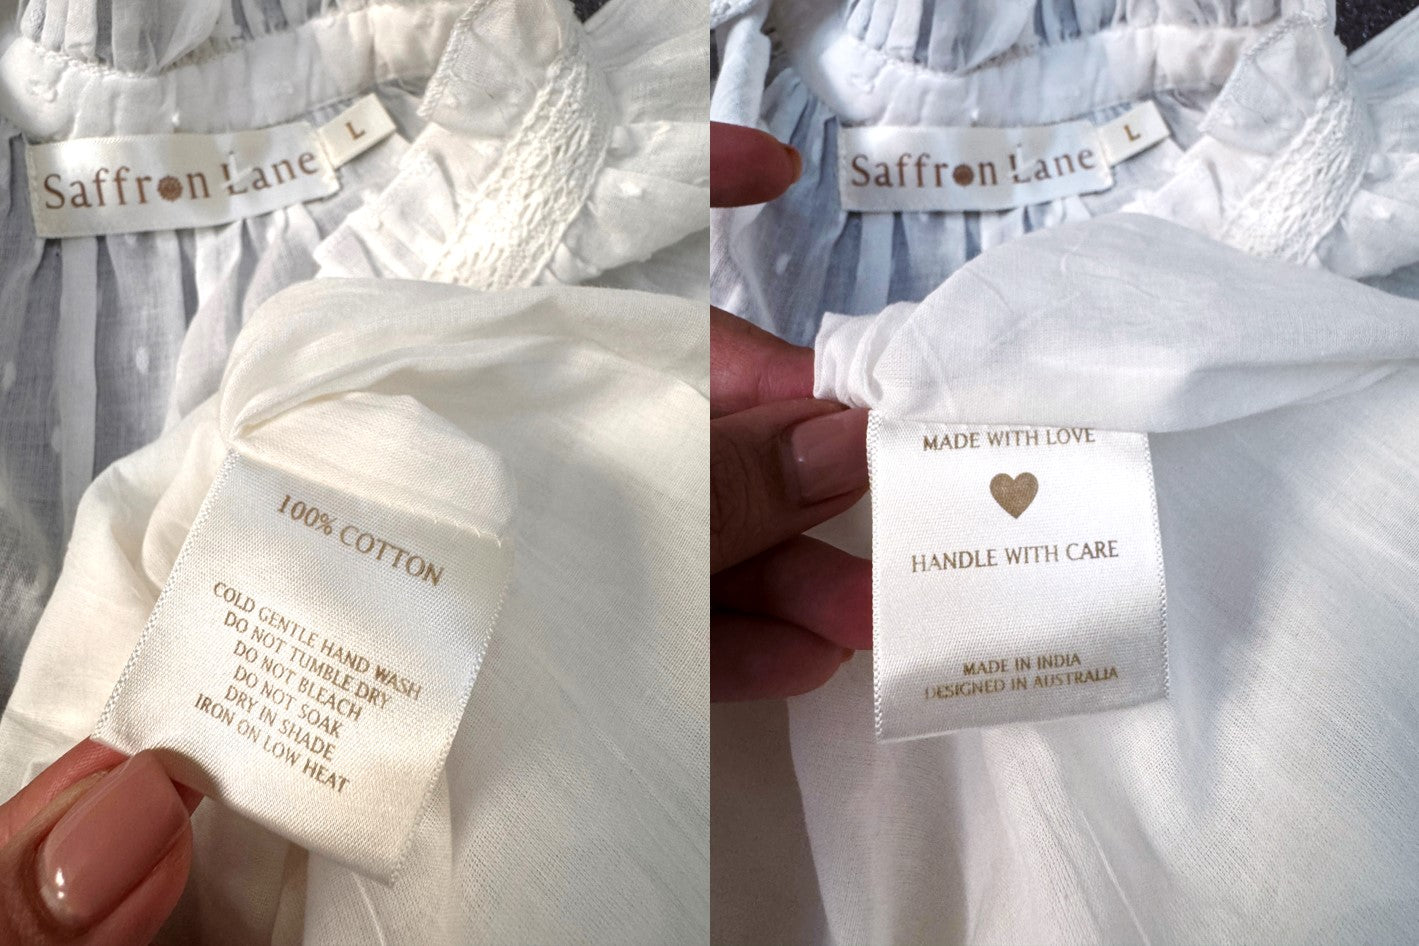 Saffron Lane
L
100% COTTON
COLD GENTLE HAND WASH
DO NOT TUMBLE DRY
DO NOT BLEACH
DO NOT SOAK
DRY IN SHADE
IRON ON LOW HEAT
Saffron Lane
L
MADE WITH LOVE
HANDLE WITH CARE
MADE IN INDIA
DESIGNED IN AUSTRALIA